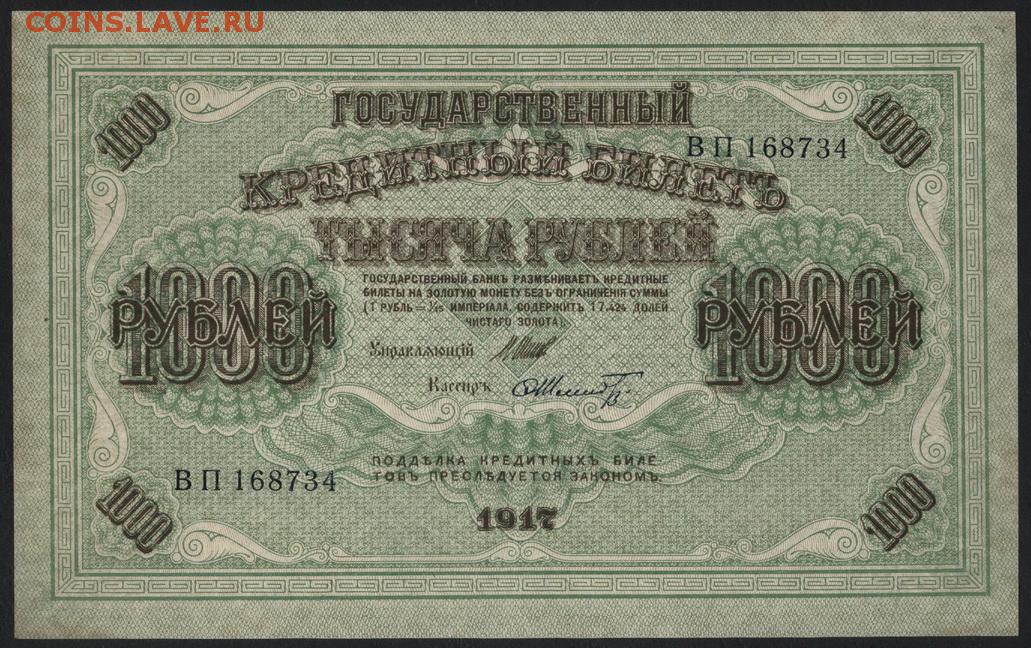 COINS.LAVE.RU
1000
ГОСУДАРСТВЕННЫЙ
1000
ВП 168734
КРЕДИТНЫЙ БИЛЕТЪ
ТЫСЯЧА РУБЛЕЙ
ГОСУДАРСТВЕННЫЙ БАНКЪ РАЗМѢНИВАЕТЪ КРЕДИТНЫЕ
БИЛЕТЫ НА ЗОЛОТУЮ МОНЕТУ БЕЗЪ ОГРАНИЧЕНІЯ СУММЫ
(1 РУБЛЬ = 1/15 ИМПЕРІАЛА, СОДЕРЖИТЪ 17,424 ДОЛЕЙ
ЧИСТАГО ЗОЛОТА).
1000 РУБЛЕЙ
1000 РУБЛЕЙ
Управляющій
Кассиръ
ПОДДѢЛКА КРЕДИТНЫХЪ БИЛЕ
ТОВЪ ПРЕСЛѢДУЕТСЯ ЗАКОНОМЪ.
ВП 168734
1917
1000
1000